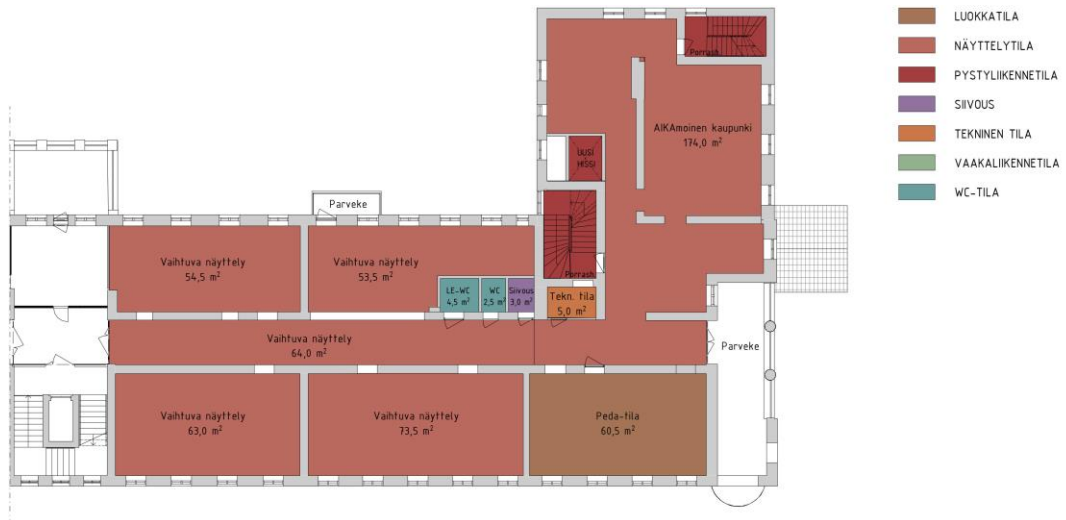 LUOKKATILA
NÄYTTELYTILA
PYSTYLIIKENNETILA
SIIVOUS
TEKNINEN TILA
VAAKALIIKENNETILA
WC-TILA
Porrash.
AIKAmoinen kaupunki
174,0 m²
UUSI
HISSI
Parveke
Vaihtuva näyttely
54,5 m²
Vaihtuva näyttely
53,5 m²
Porrash.
LE-WC
4,5 m²
WC
2,5 m²
Siivous
3,0 m²
Tekn. tila
5,0 m²
Vaihtuva näyttely
64,0 m²
Parveke
Vaihtuva näyttely
63,0 m²
Vaihtuva näyttely
73,5 m²
Peda-tila
60,5 m²